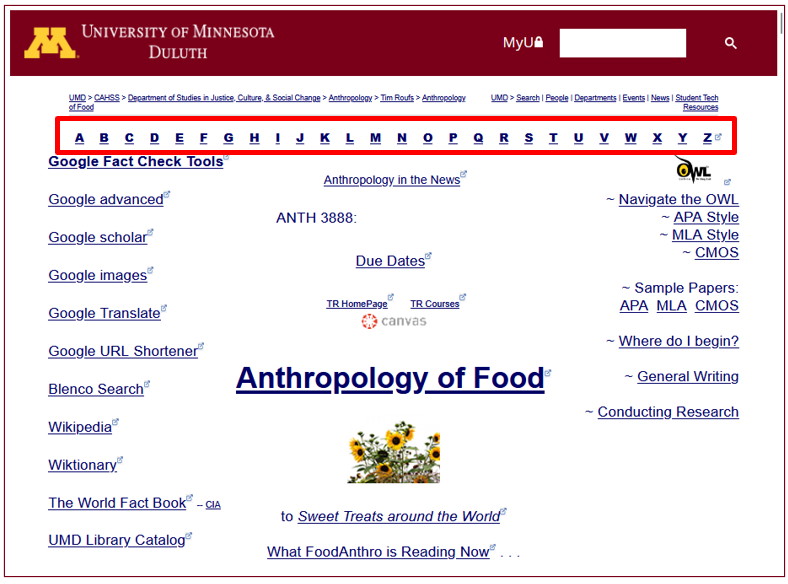 UNIVERSITY OF MINNESOTA
DULUTH
MyU
UMD > CAHSS > Department of Studies in Justice, Culture, & Social Change > Anthropology > Tim Roufs > Anthropology
of Food
UMD > Search | People | Departments | Events | News | Student Tech
Resources
A B C D E F G H I J K L M N O P Q R S T U V W X Y Z
Google Fact Check Tools
Google advanced
Google scholar
Google images
Google Translate
Google URL Shortener
Blenco Search
Wikipedia
Wiktionary
The World Fact Book – CIA
UMD Library Catalog
Anthropology in the News
ANTH 3888:
Due Dates
TR HomePage TR Courses
canvas
Anthropology of Food
to Sweet Treats around the World
What FoodAnthro is Reading Now . . .
OWL
~ Navigate the OWL
~ APA Style
~ MLA Style
~ CMOS
~ Sample Papers:
APA MLA CMOS
~ Where do I begin?
~ General Writing
~ Conducting Research